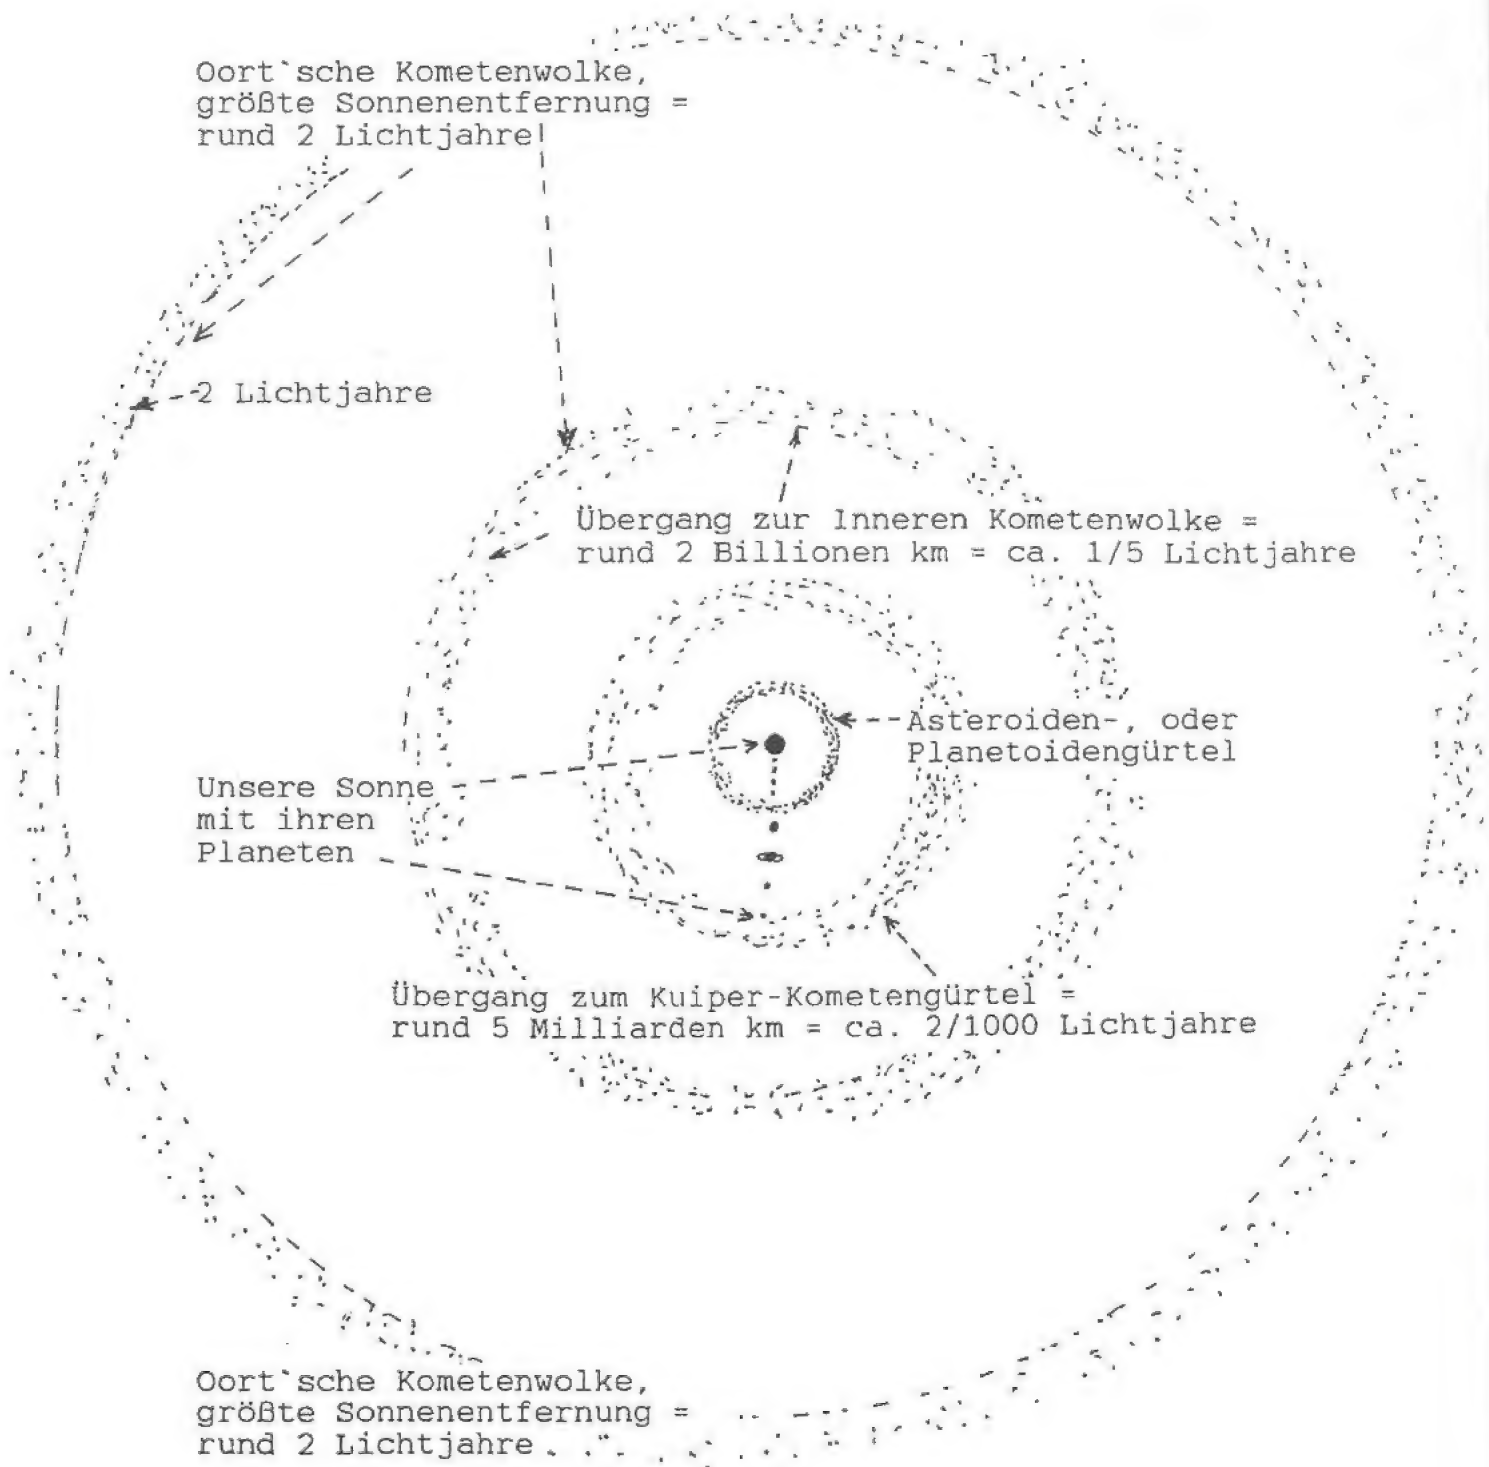 Oort`sche Kometenwolke,
größte Sonnenentfernung =
rund 2 Lichtjahre
2 Lichtjahre
Übergang zur Inneren Kometenwolke =
rund 2 Billionen km = ca. 1/5 Lichtjahre
Asteroiden-, oder
Planetoidengürtel
Unsere Sonne
mit ihren
Planeten
Übergang zum Kuiper-Kometengürtel =
rund 5 Milliarden km = ca. 2/1000 Lichtjahre
Oort`sche Kometenwolke,
größte Sonnenentfernung =
rund 2 Lichtjahre